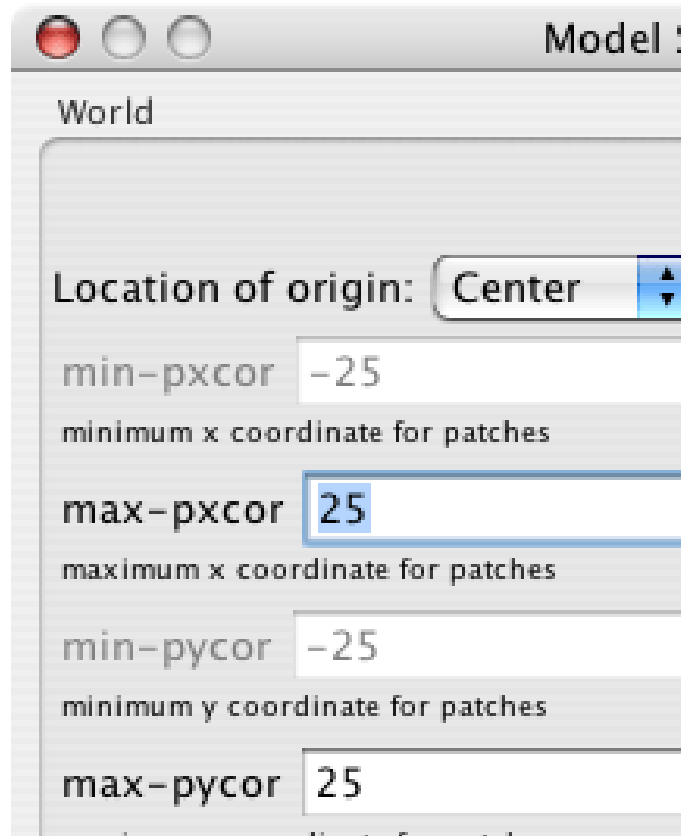 Model
World
Location of origin: Center
min-pxcor -25
minimum x coordinate for patches
max-pxcor 25
maximum x coordinate for patches
min-pycor -25
minimum y coordinate for patches
max-pycor 25